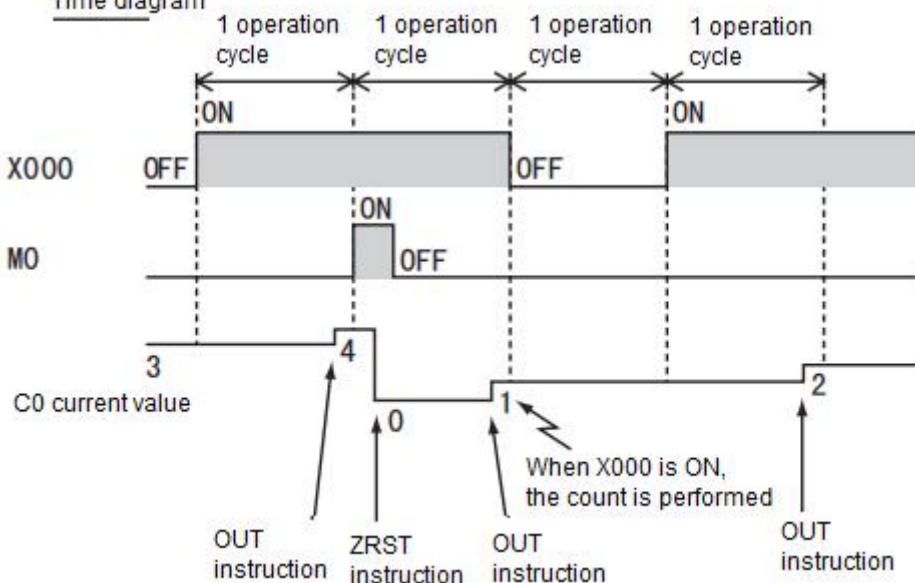 Time diagram
1 operation
cycle
1 operation
cycle
1 operation
cycle
1 operation
cycle
ON
ON
X000
OFF
OFF
ON
M0
OFF
3
4
C0 current value
0
1
2
When X000 is ON,
the count is performed
OUT
instruction
ZRST
instruction
OUT
instruction
OUT
instruction